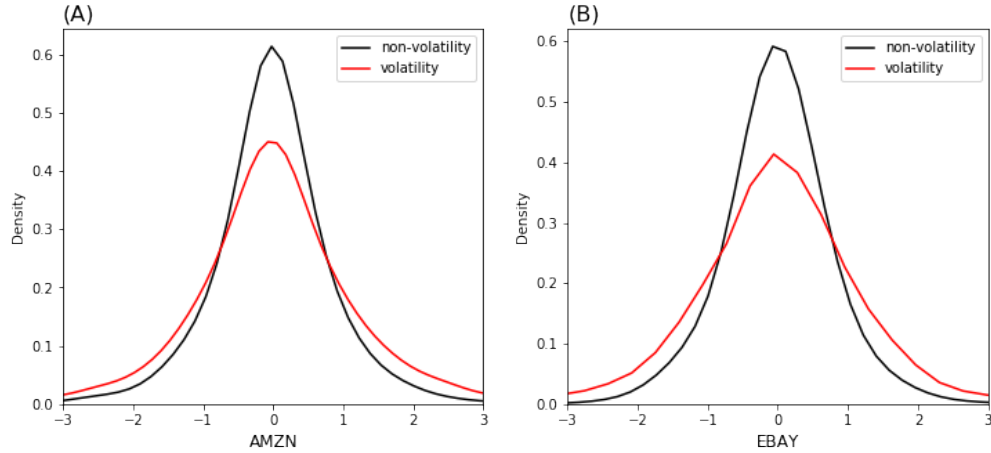 (A)
non-volatility
volatility
Density
0.6
0.5
0.4
0.3
0.2
0.1
0.0
−3 −2 −1 0 1 2 3
AMZN
(B)
non-volatility
volatility
Density
0.6
0.5
0.4
0.3
0.2
0.1
0.0
−3 −2 −1 0 1 2 3
EBAY